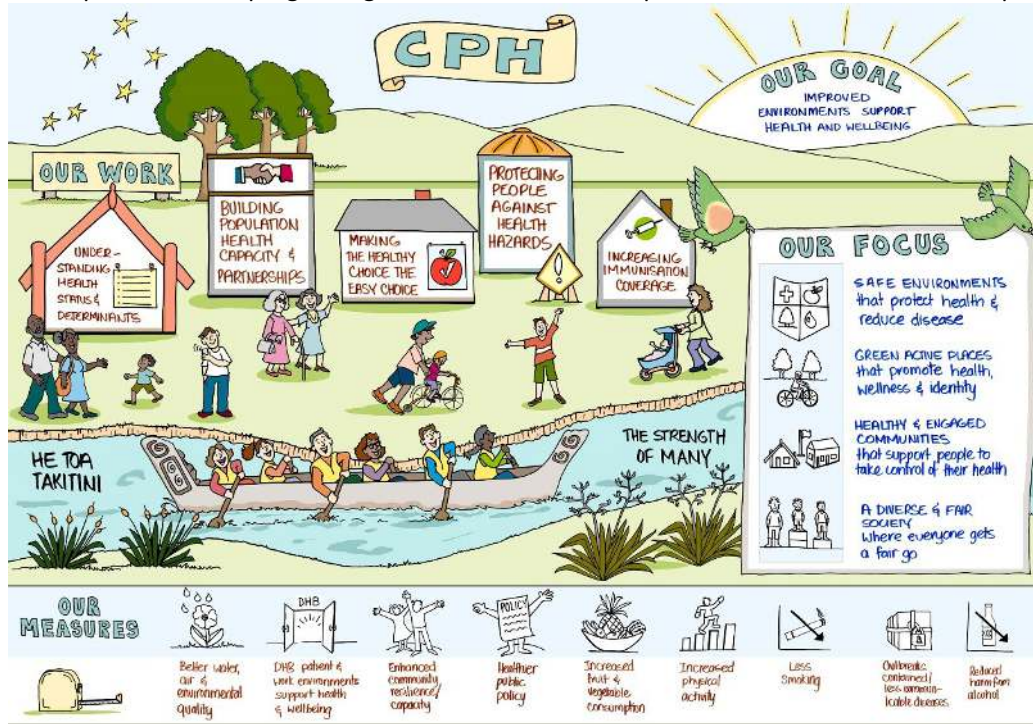 CPH
OUR GOAL
IMPROVED
ENVIRONMENTS SUPPORT
HEALTH AND WELLBEING
OUR WORK
UNDER-
STANDING
HEALTH
STATUS &
DETERMINANTS
BUILDING
POPULATION
HEALTH
CAPACITY &
PARTNERSHIPS
MAKING
THE HEALTHY
CHOICE THE
EASY CHOICE
PROTECTING
PEOPLE
AGAINST
HEALTH
HAZARDS
!
INCREASING
IMMUNISATION
COVERAGE
OUR FOCUS
SAFE ENVIRONMENTS
that protect health &
reduce disease
GREEN ACTIVE PLACES
that promote health,
wellness & identity
HEALTHY & ENGAGED
COMMUNITIES
that support people to
take control of their health
A DIVERSE & FAIR
SOCIETY
where everyone gets
a fair go
HE TOA
TAKITINI
THE STRENGTH
OF MANY
OUR
MEASURES
Better water,
air &
environmental
quality
DHB
DHB patient &
work environments
support health
& wellbeing
Enhanced
community
resilience/
capacity
POLICY
Healthier
public
policy
Increased
fruit &
vegetable
consumption
Increased
physical
activity
Less
Smoking
Outbreaks
contained/
less commun-
icable diseases
Reduced
harm from
alcohol